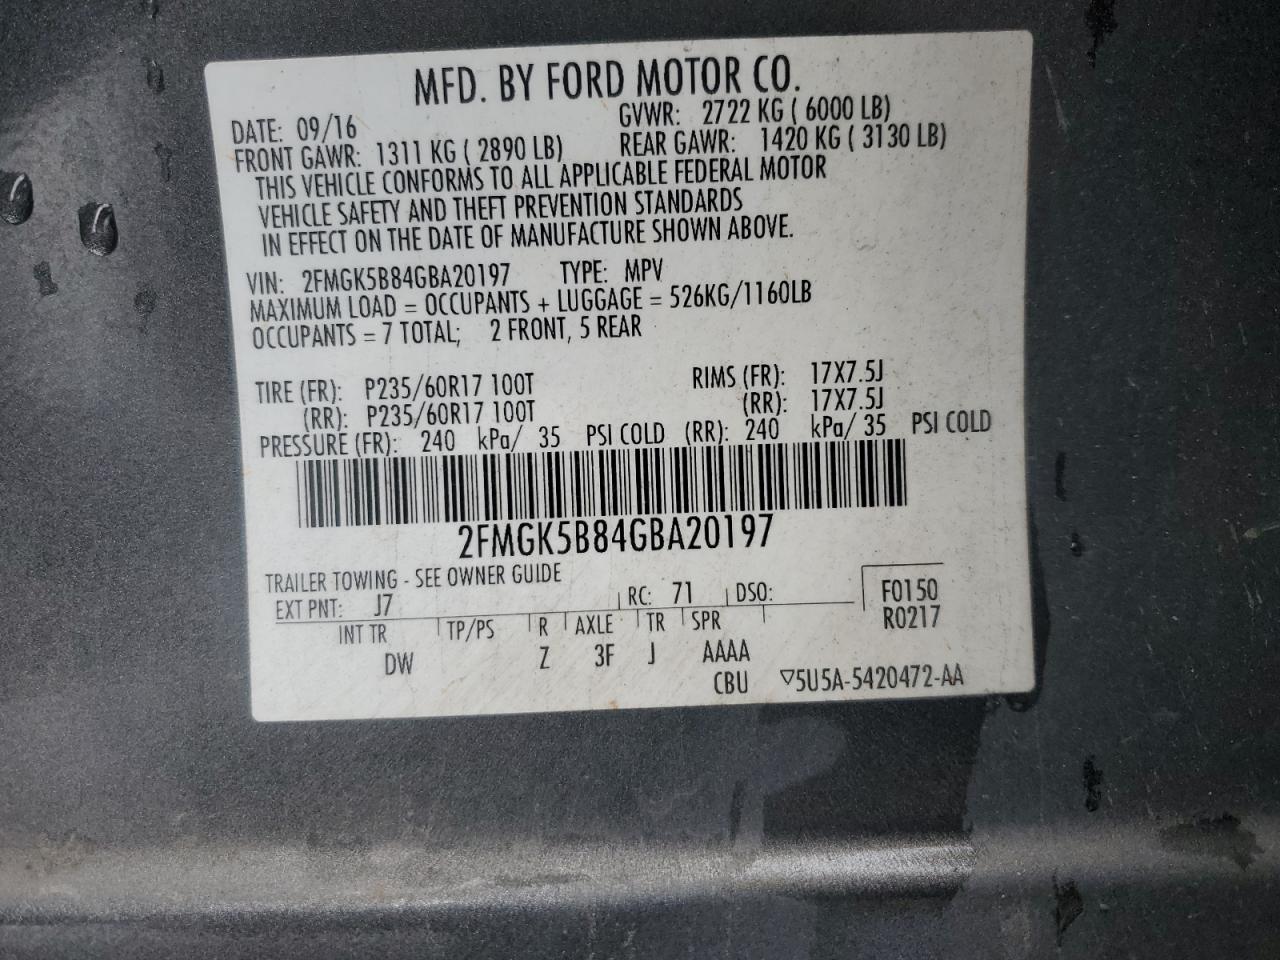 MFD. BY FORD MOTOR CO.
DATE: 09/16 GVWR: 2722 KG ( 6000 LB)
FRONT GAWR: 1311 KG ( 2890 LB) REAR GAWR: 1420 KG ( 3130 LB)
THIS VEHICLE CONFORMS TO ALL APPLICABLE FEDERAL MOTOR
VEHICLE SAFETY AND THEFT PREVENTION STANDARDS
IN EFFECT ON THE DATE OF MANUFACTURE SHOWN ABOVE.
VIN: 2FMGK5B84GBA20197 TYPE: MPV
MAXIMUM LOAD = OCCUPANTS + LUGGAGE = 526KG/1160LB
OCCUPANTS = 7 TOTAL; 2 FRONT, 5 REAR
TIRE (FR): P235/60R17 100T RIMS (FR): 17X7.5J
(RR): P235/60R17 100T (RR): 17X7.5J
PRESSURE (FR): 240 kPa/ 35 PSI COLD (RR): 240 kPa/ 35 PSI COLD
2FMGK5B84GBA20197
TRAILER TOWING - SEE OWNER GUIDE
EXT PNT: J7 RC: 71 DSO: F0150
INT TR TP/PS R AXLE TR SPR R0217
DW Z 3F J AAAA
CBU ▽5U5A-5420472-AA